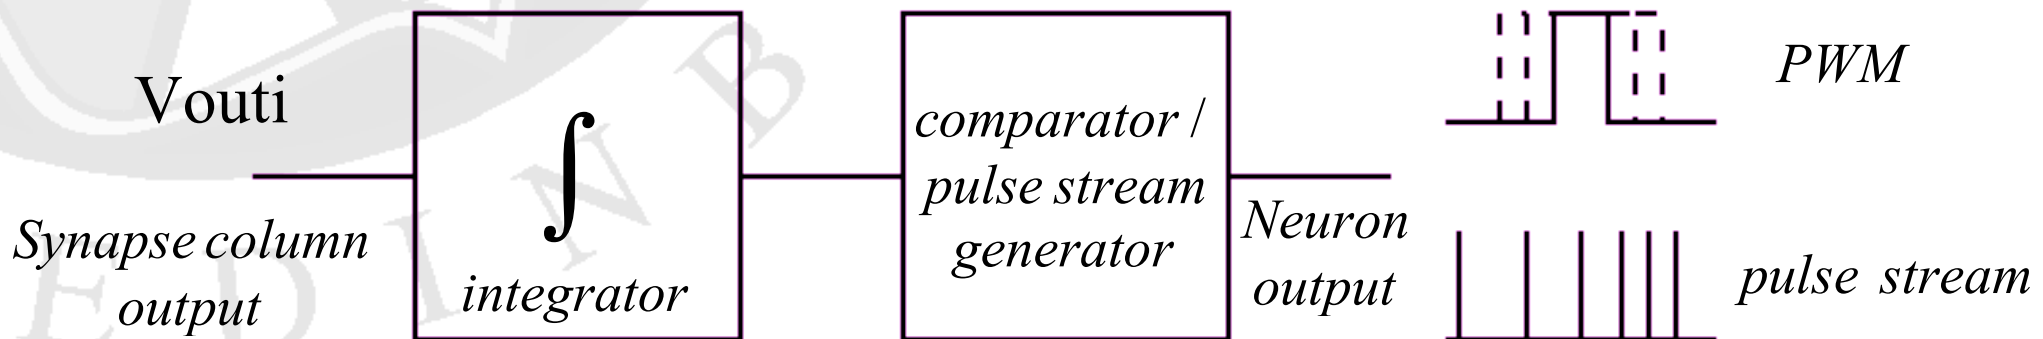 Vouti
Synapse column
output
∫
integrator
comparator /
pulse stream
generator
Neuron
output
PWM
pulse stream
E D I N B